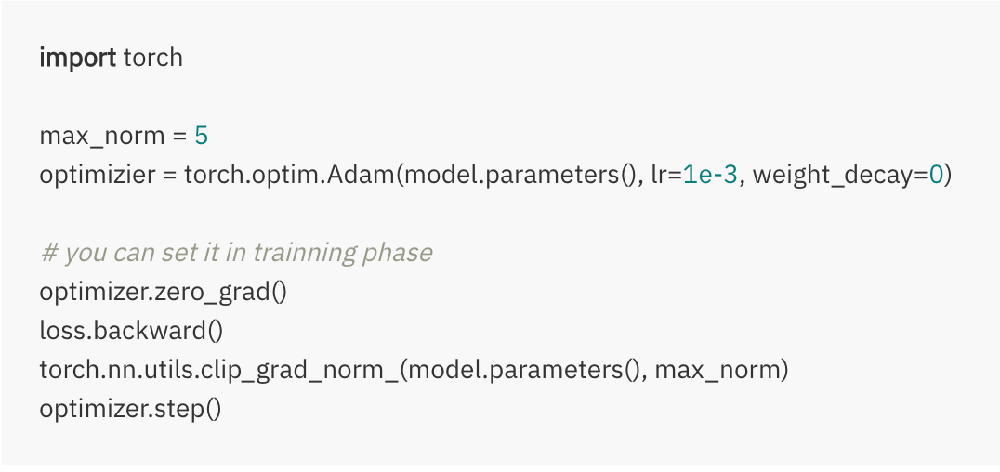 import torch
max_norm = 5
optimizier = torch.optim.Adam(model.parameters(), lr=1e-3, weight_decay=0)
# you can set it in trainning phase
optimizer.zero_grad()
loss.backward()
torch.nn.utils.clip_grad_norm_(model.parameters(), max_norm)
optimizer.step()